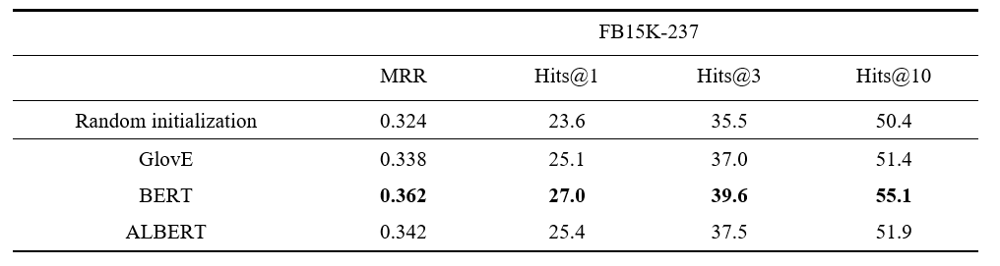 FB15K-237
MRR Hits@1 Hits@3 Hits@10
Random initialization 0.324 23.6 35.5 50.4
GlovE 0.338 25.1 37.0 51.4
BERT 0.362 27.0 39.6 55.1
ALBERT 0.342 25.4 37.5 51.9